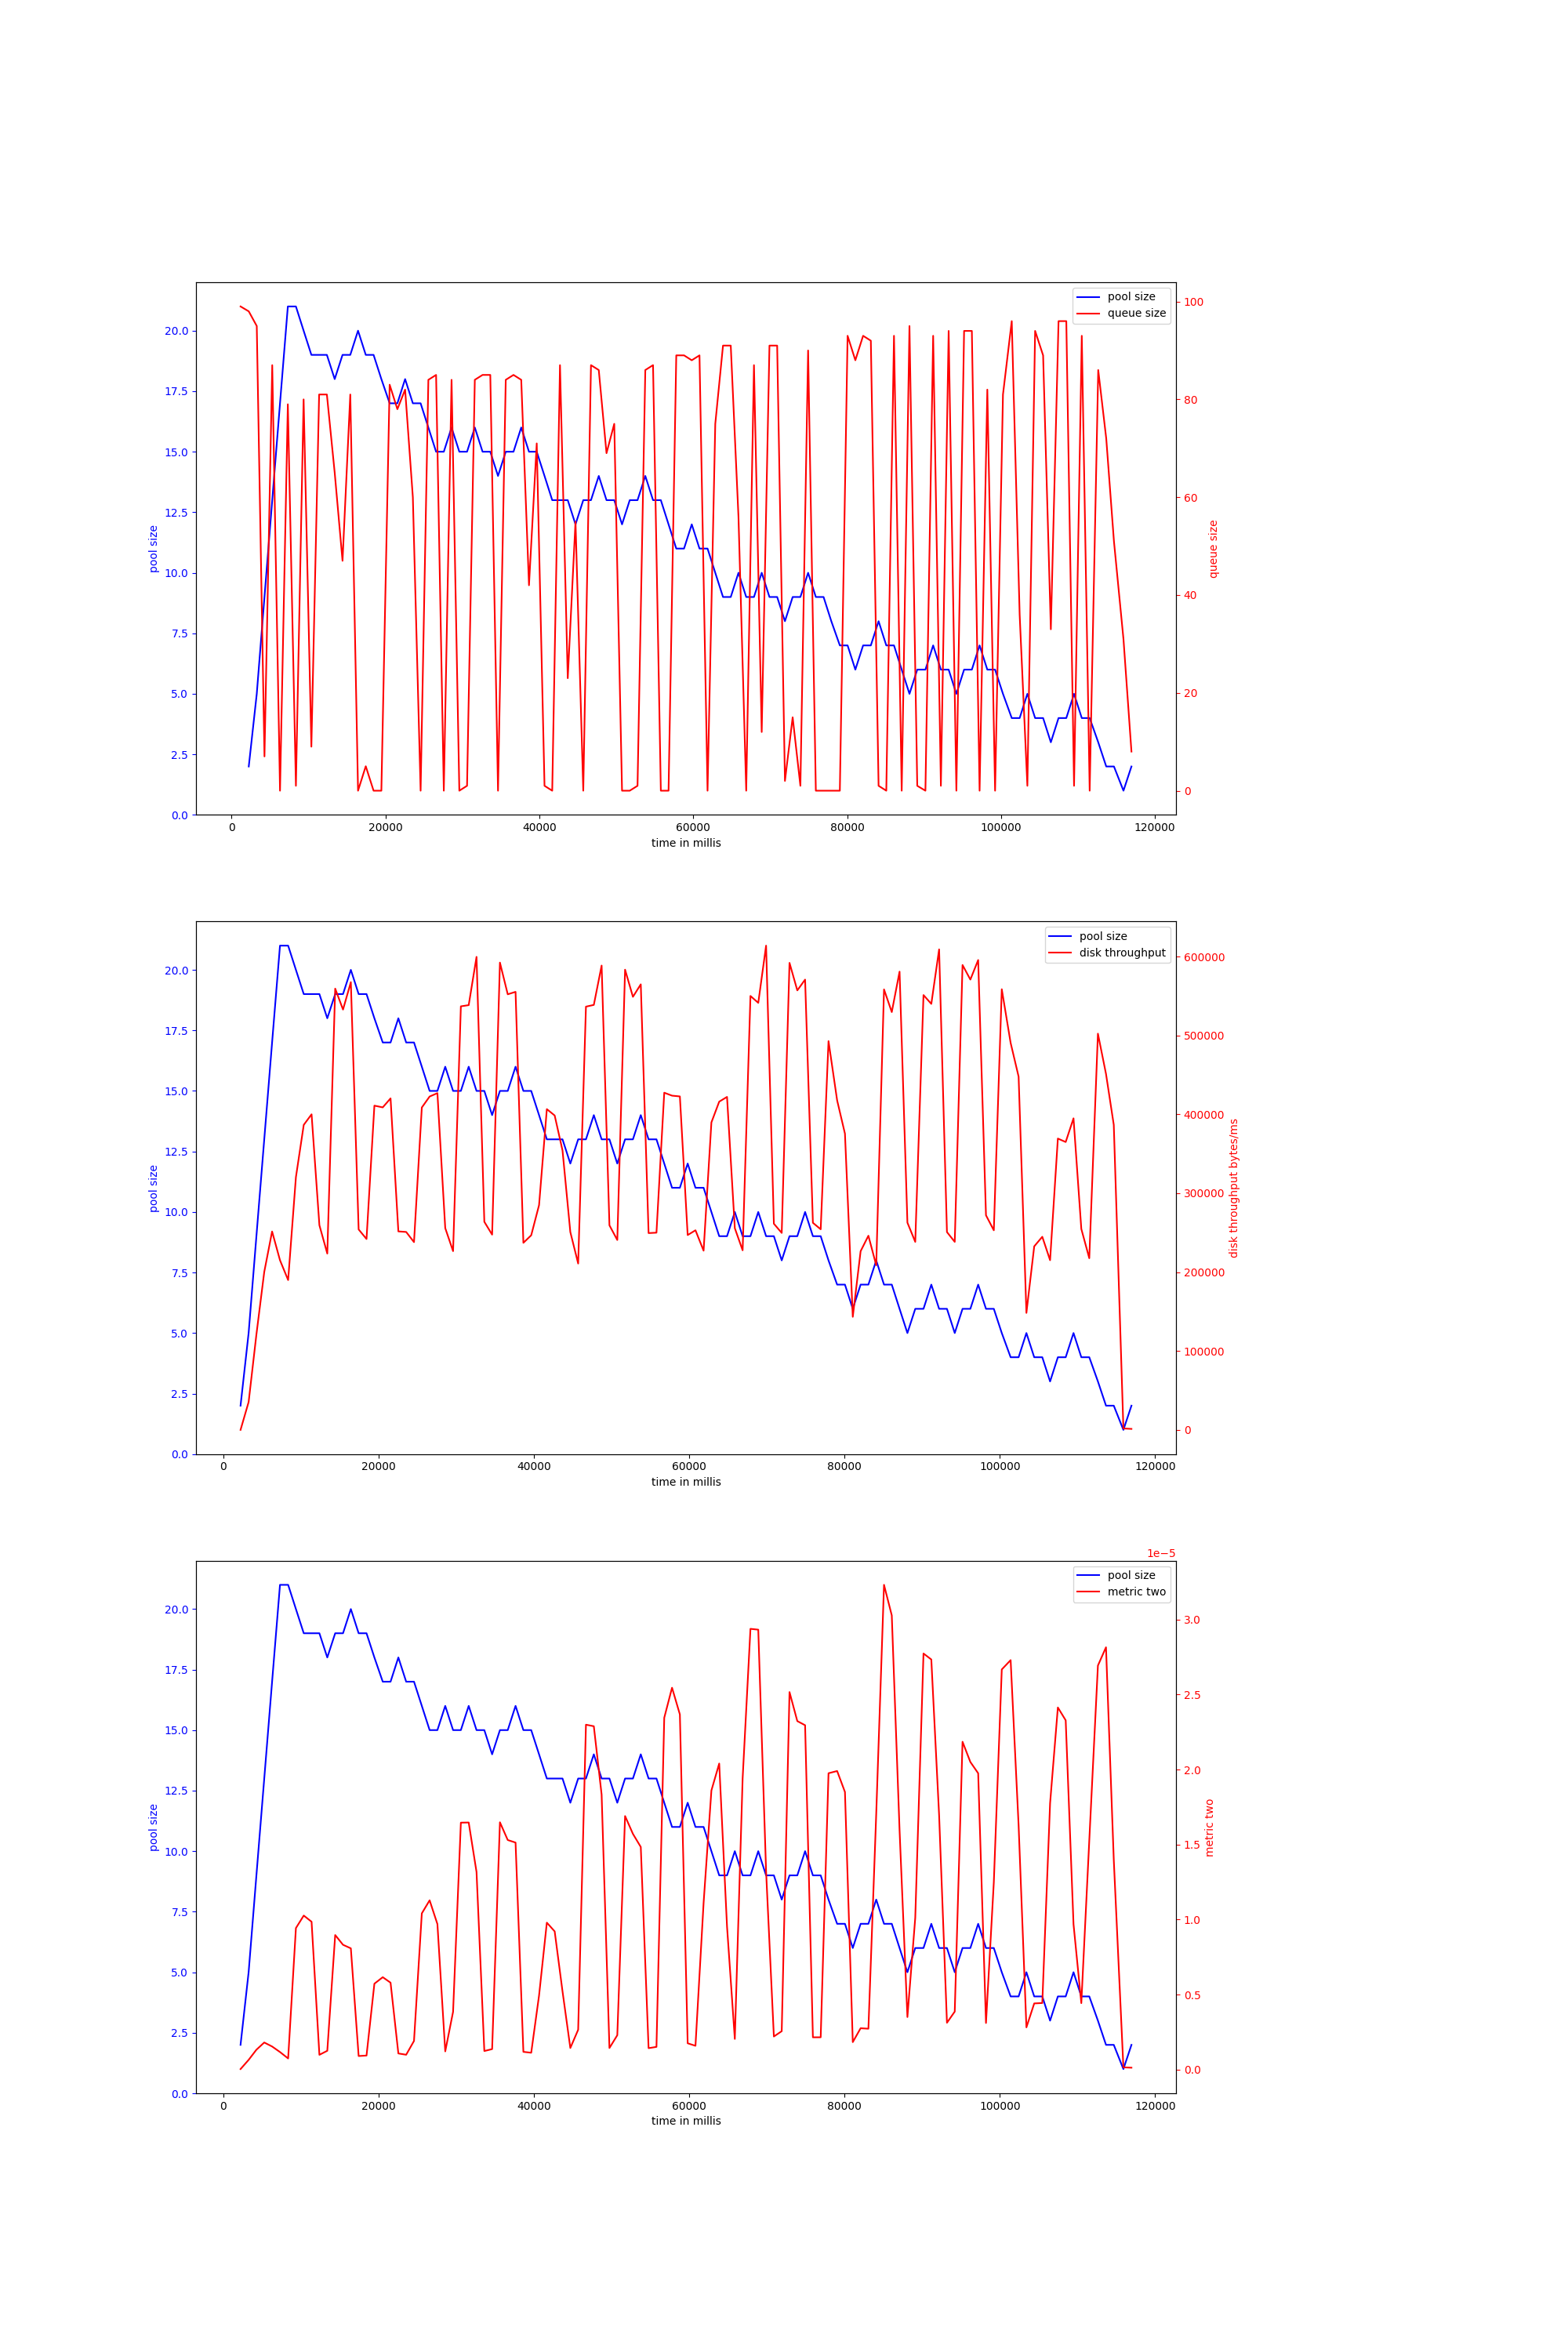 pool size
queue size
100
20.0
17.5
80
15.0
60
12.5
pool size
queue size
10.0
40
7.5
5.0
20
2.5
0
0.0
0 20000 40000 60000 80000 100000 120000
time in millis
pool size
disk throughput
600000
20.0
17.5
500000
15.0
400000
12.5
pool size
disk throughput bytes/ms
300000
10.0
7.5
200000
5.0
100000
2.5
0
0.0
0 20000 40000 60000 80000 100000 120000
time in millis
1e−5
pool size
metric two
20.0
3.0
17.5
2.5
15.0
2.0
12.5
pool size
metric two
1.5
10.0
7.5
1.0
5.0
0.5
2.5
0.0
0.0
0 20000 40000 60000 80000 100000 120000
time in millis